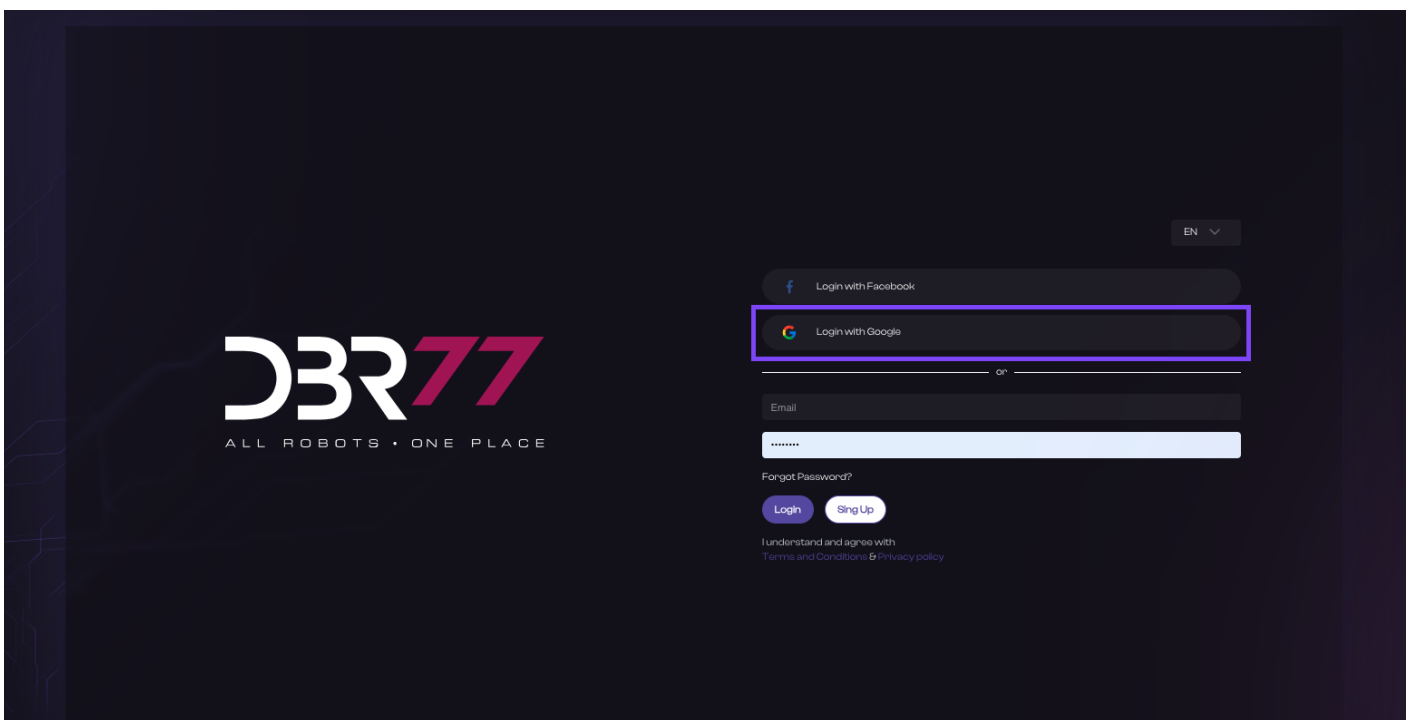 EN
Login with Facebook
Login with Google
or
DBR77
ALL ROBOTS • ONE PLACE
Email
••••••••
Forgot Password?
Login
Sing Up
I understand and agree with
Terms and Conditions & Privacy policy